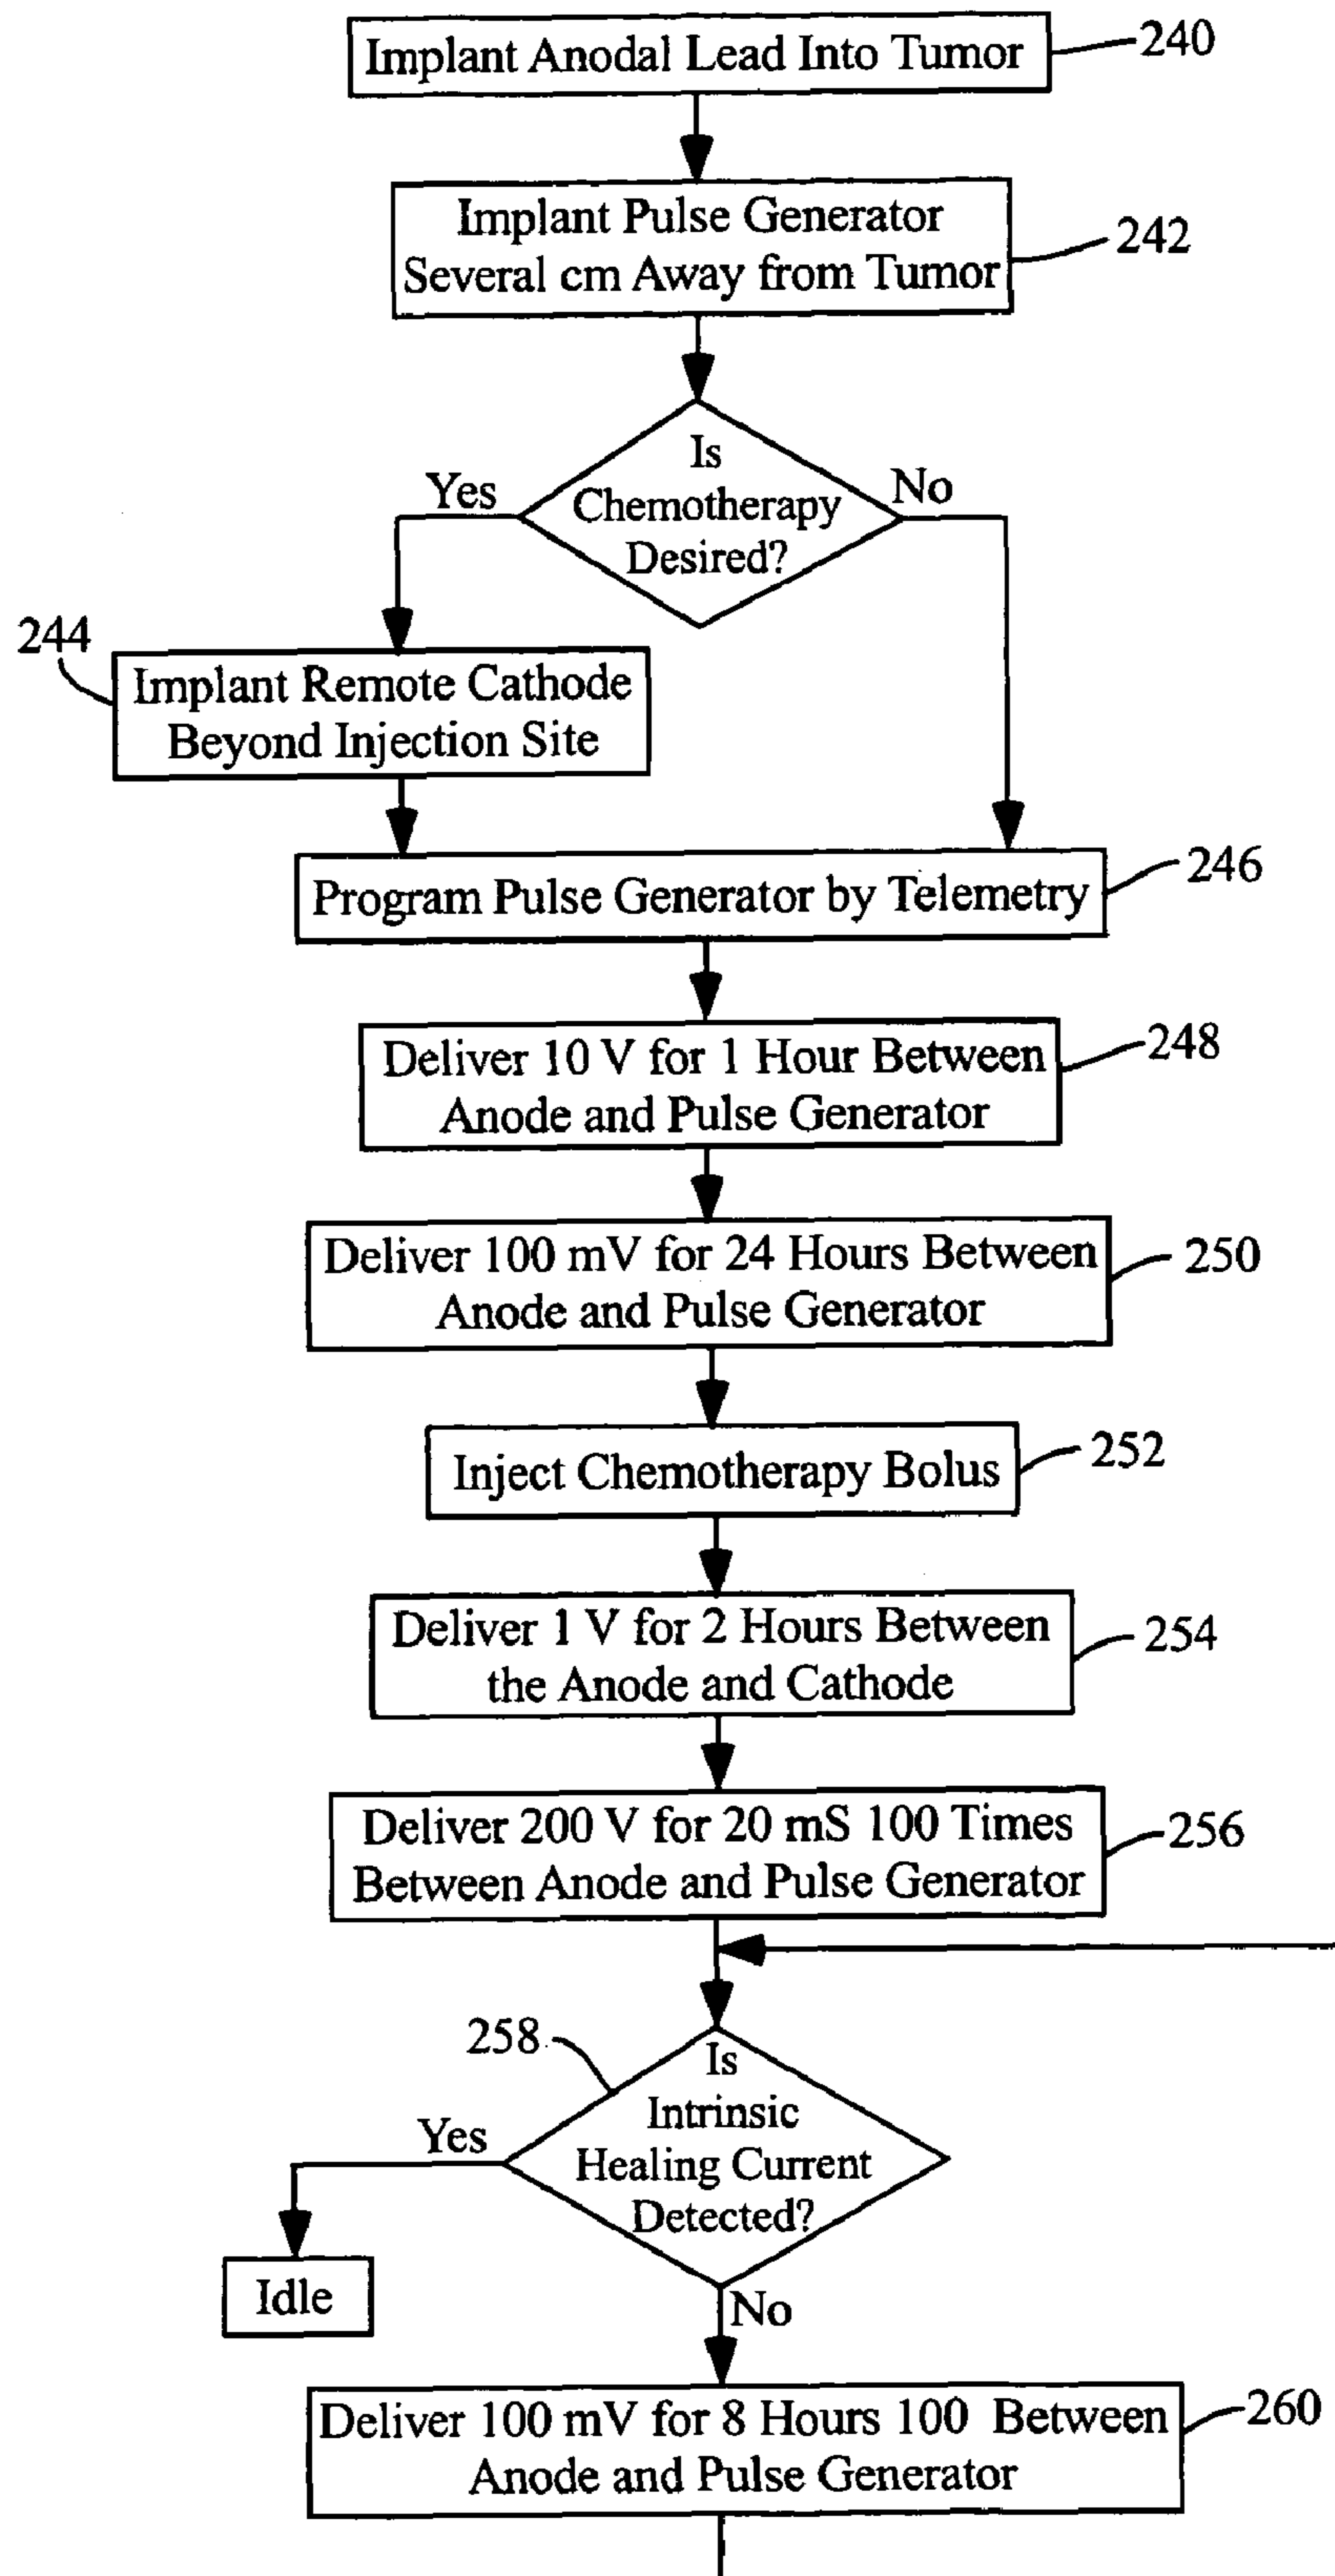 Implant Anodal Lead Into Tumor
240
Implant Pulse Generator
Several cm Away from Tumor
242
Is
Chemotherapy
Desired?
Yes
No
244
Implant Remote Cathode
Beyond Injection Site
Program Pulse Generator by Telemetry
246
Deliver 10 V for 1 Hour Between
Anode and Pulse Generator
248
Deliver 100 mV for 24 Hours Between
Anode and Pulse Generator
250
Inject Chemotherapy Bolus
252
Deliver 1 V for 2 Hours Between
the Anode and Cathode
254
Deliver 200 V for 20 mS 100 Times
Between Anode and Pulse Generator
256
258
Is
Intrinsic
Healing Current
Detected?
Yes
Idle
No
Deliver 100 mV for 8 Hours 100 Between
Anode and Pulse Generator
260